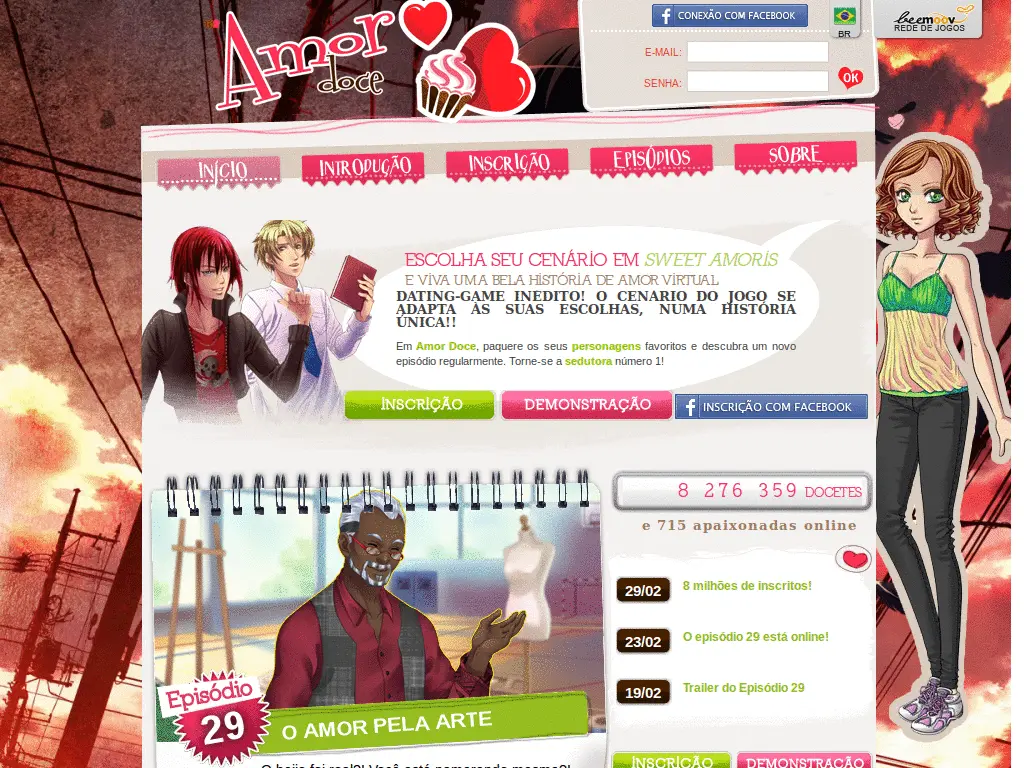 Amor
doce
CONEXÃO COM FACEBOOK
BR
beemoov
REDE DE JOGOS
E-MAIL:
SENHA:
OK
INÍCIO
INTRODUÇÃO
INSCRIÇÃO
EPISÓDIOS
SOBRE
ESCOLHA SEU CENÁRIO EM SWEET AMORIS
E VIVA UMA BELA HISTÓRIA DE AMOR VIRTUAL
DATING-GAME INÉDITO! O CENÁRIO DO JOGO SE
ADAPTA ÀS SUAS ESCOLHAS, NUMA HISTÓRIA
ÚNICA!!
Em Amor Doce, paquere os seus personagens favoritos e descubra um novo
episódio regularmente. Torne-se a sedutora número 1!
INSCRIÇÃO
DEMONSTRAÇÃO
INSCRIÇÃO COM FACEBOOK
8 276 359 DOCETES
e 715 apaixonadas online
29/02
8 milhões de inscritos!
23/02
O episódio 29 está online!
19/02
Trailer do Episódio 29
Episódio
29
O AMOR PELA ARTE
O beijo foi real?! Você está namorando mesmo?!
INSCRIÇÃO
DEMONSTRAÇÃO